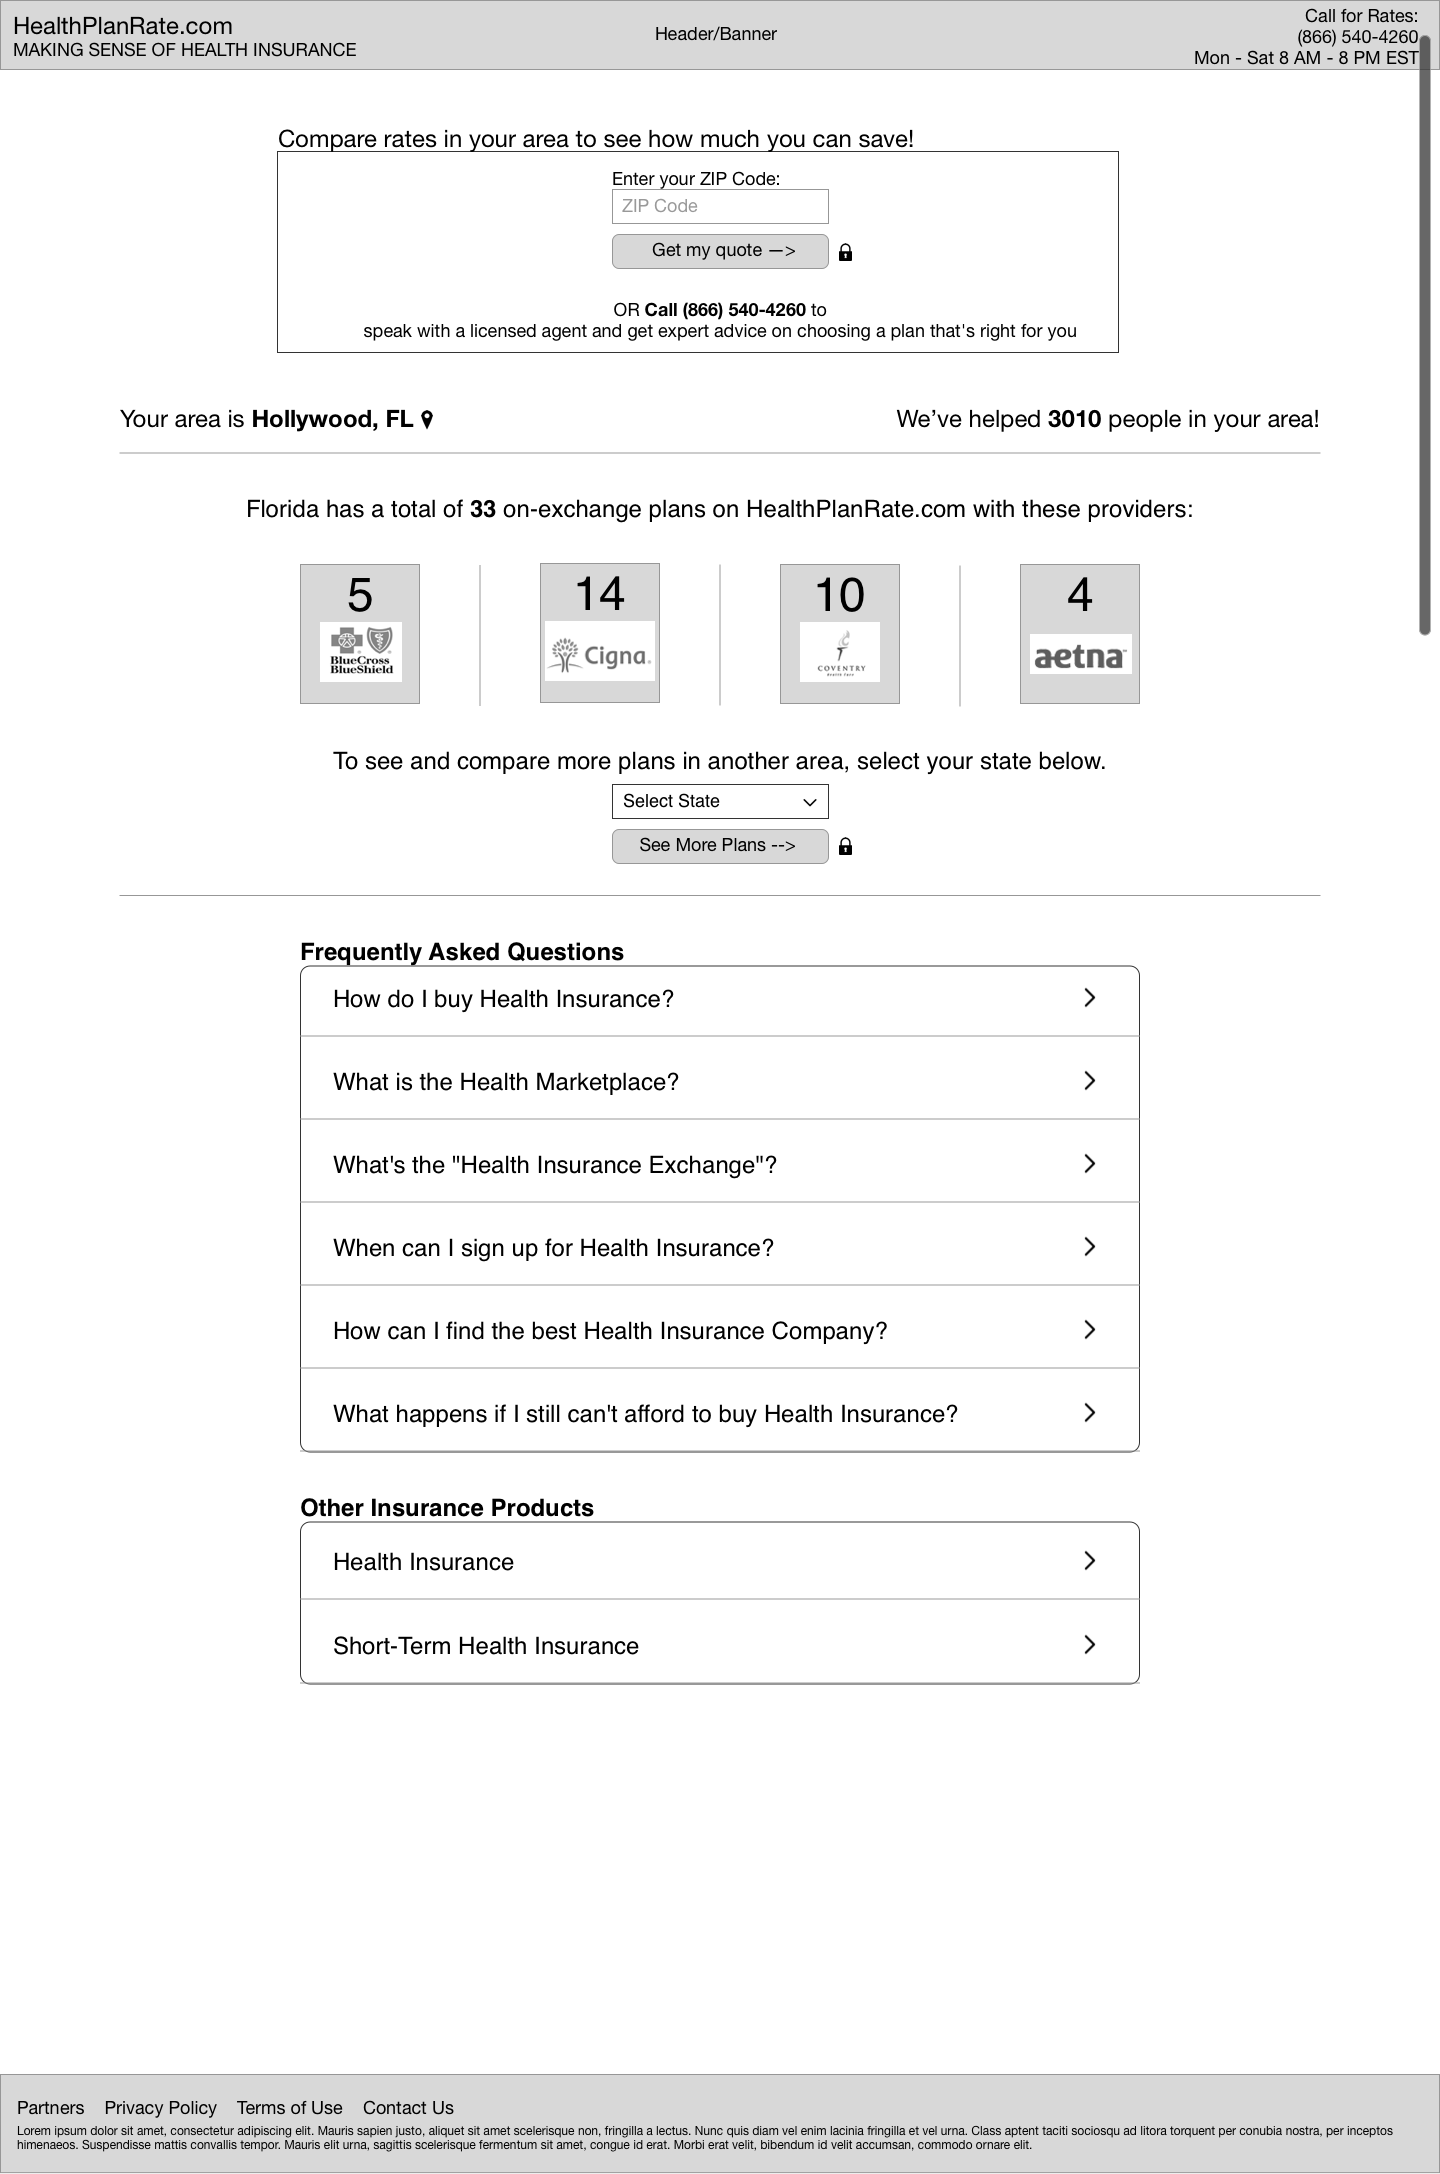 HealthPlanRate.com
MAKING SENSE OF HEALTH INSURANCE
Header/Banner
Call for Rates:
(866) 540-4260
Mon - Sat 8 AM - 8 PM EST
Compare rates in your area to see how much you can save!
Enter your ZIP Code:
ZIP Code
Get my quote —>
OR Call (866) 540-4260 to
speak with a licensed agent and get expert advice on choosing a plan that's right for you
Your area is Hollywood, FL
We’ve helped 3010 people in your area!
Florida has a total of 33 on-exchange plans on HealthPlanRate.com with these providers:
5
BlueCross
BlueShield
14
Cigna
10
COVENTRY
Health Care
4
aetna™
To see and compare more plans in another area, select your state below.
Select State
See More Plans -->
Frequently Asked Questions
How do I buy Health Insurance?
What is the Health Marketplace?
What's the "Health Insurance Exchange"?
When can I sign up for Health Insurance?
How can I find the best Health Insurance Company?
What happens if I still can't afford to buy Health Insurance?
Other Insurance Products
Health Insurance
Short-Term Health Insurance
Partners Privacy Policy Terms of Use Contact Us
Lorem ipsum dolor sit amet, consectetur adipiscing elit. Mauris sapien justo, aliquet sit amet scelerisque non, fringilla a lectus. Nunc quis diam vel enim lacinia fringilla et vel urna. Class aptent taciti sociosqu ad litora torquent per conubia nostra, per inceptos
himenaeos. Suspendisse mattis convallis tempor. Mauris elit urna, sagittis scelerisque fermentum sit amet, congue id erat. Morbi erat velit, bibendum id velit accumsan, commodo ornare elit.